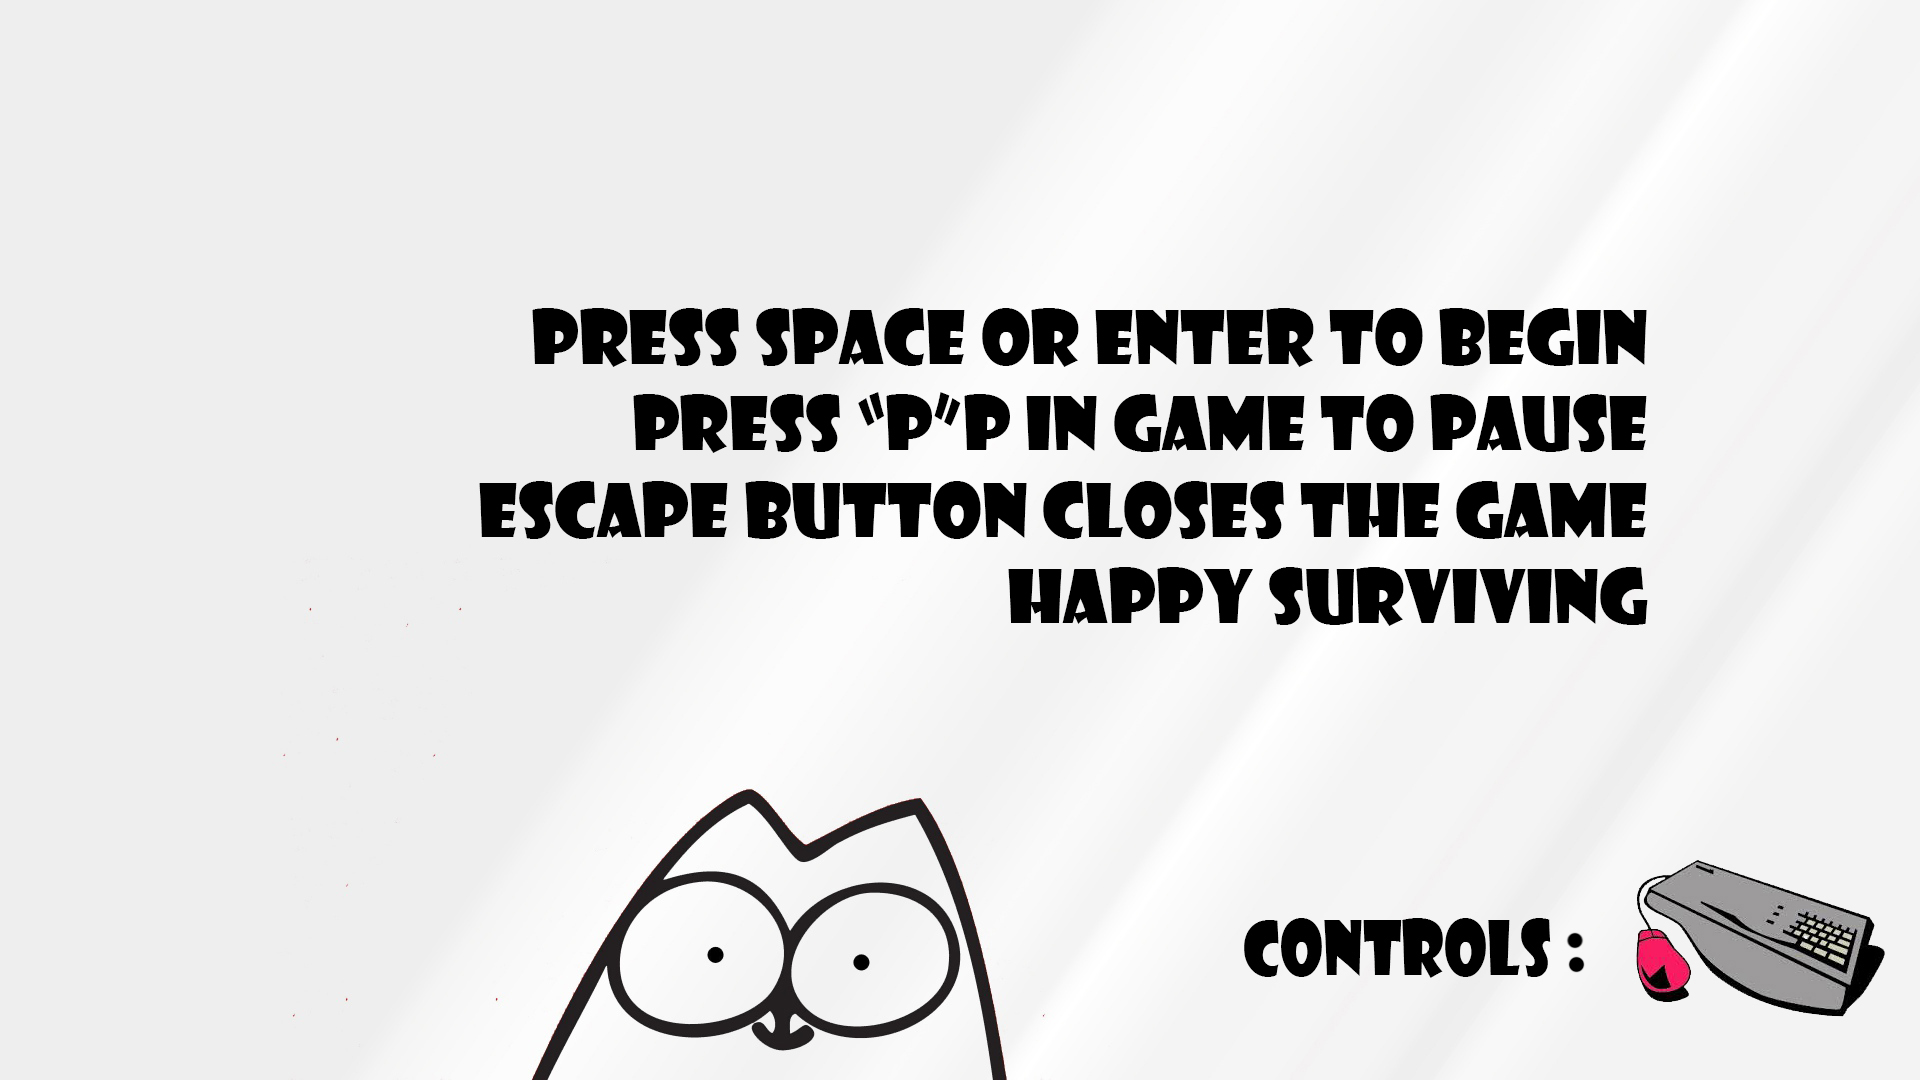 PRESS SPACE OR ENTER TO BEGIN
PRESS "P"P IN GAME TO PAUSE
ESCAPE BUTTON CLOSES THE GAME
HAPPY SURVIVING
CONTROLS :